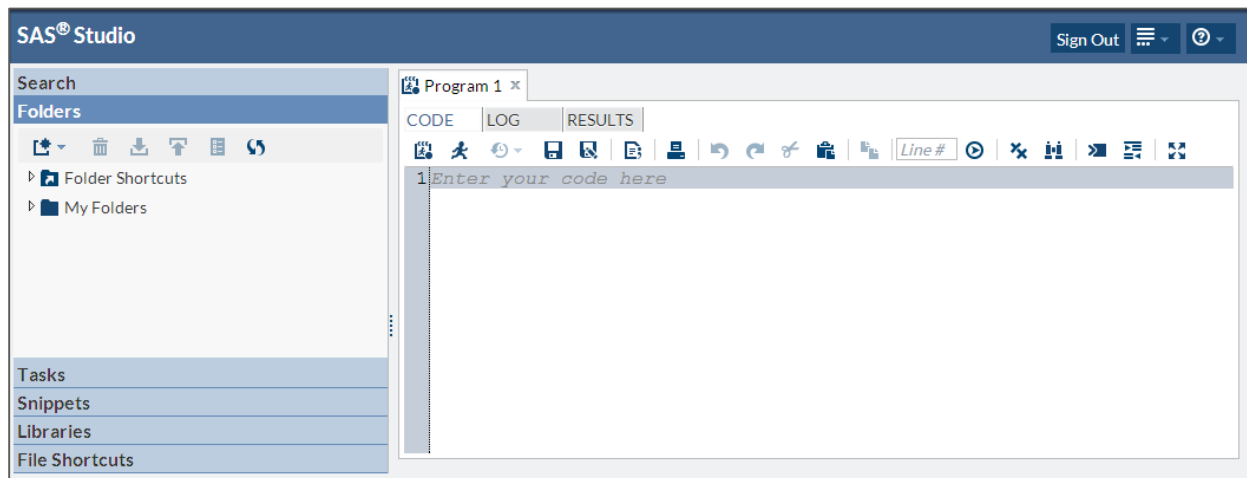 SAS® Studio
Sign Out
Search
Folders
Folder Shortcuts
My Folders
Tasks
Snippets
Libraries
File Shortcuts
Program 1
CODE LOG RESULTS
Line #
1 Enter your code here